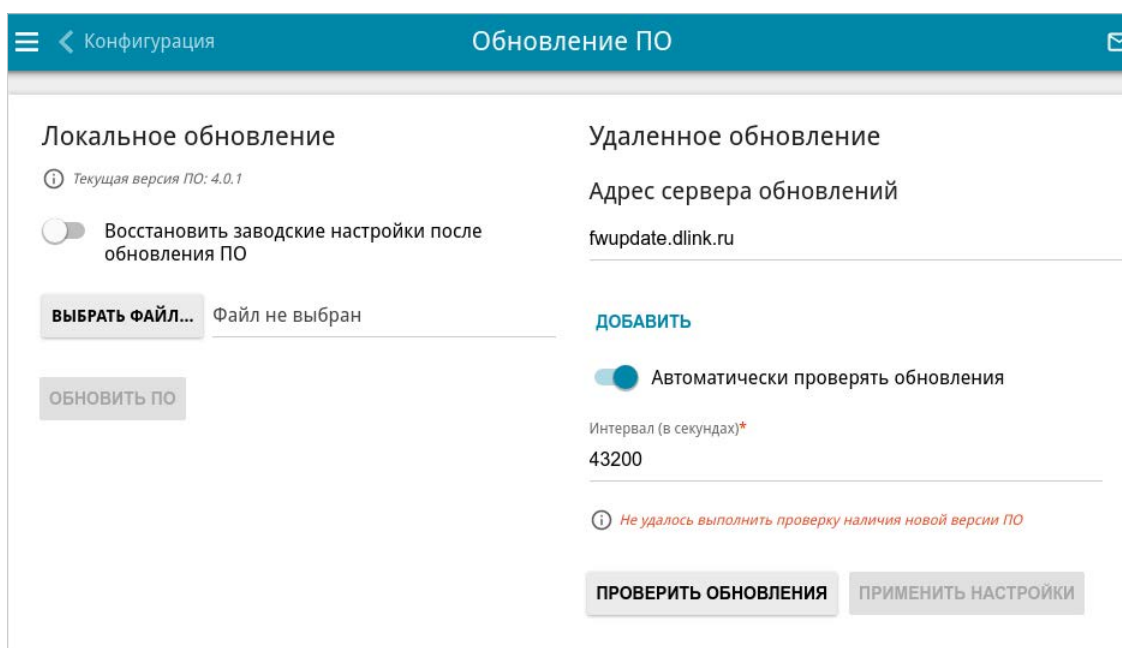 Конфигурация
Обновление ПО
Локальное обновление
Текущая версия ПО: 4.0.1
Восстановить заводские настройки после
обновления ПО
ВЫБРАТЬ ФАЙЛ... Файл не выбран
ОБНОВИТЬ ПО
Удаленное обновление
Адрес сервера обновлений
fwupdate.dlink.ru
ДОБАВИТЬ
Автоматически проверять обновления
Интервал (в секундах)*
43200
Не удалось выполнить проверку наличия новой версии ПО
ПРОВЕРИТЬ ОБНОВЛЕНИЯ ПРИМЕНИТЬ НАСТРОЙКИ